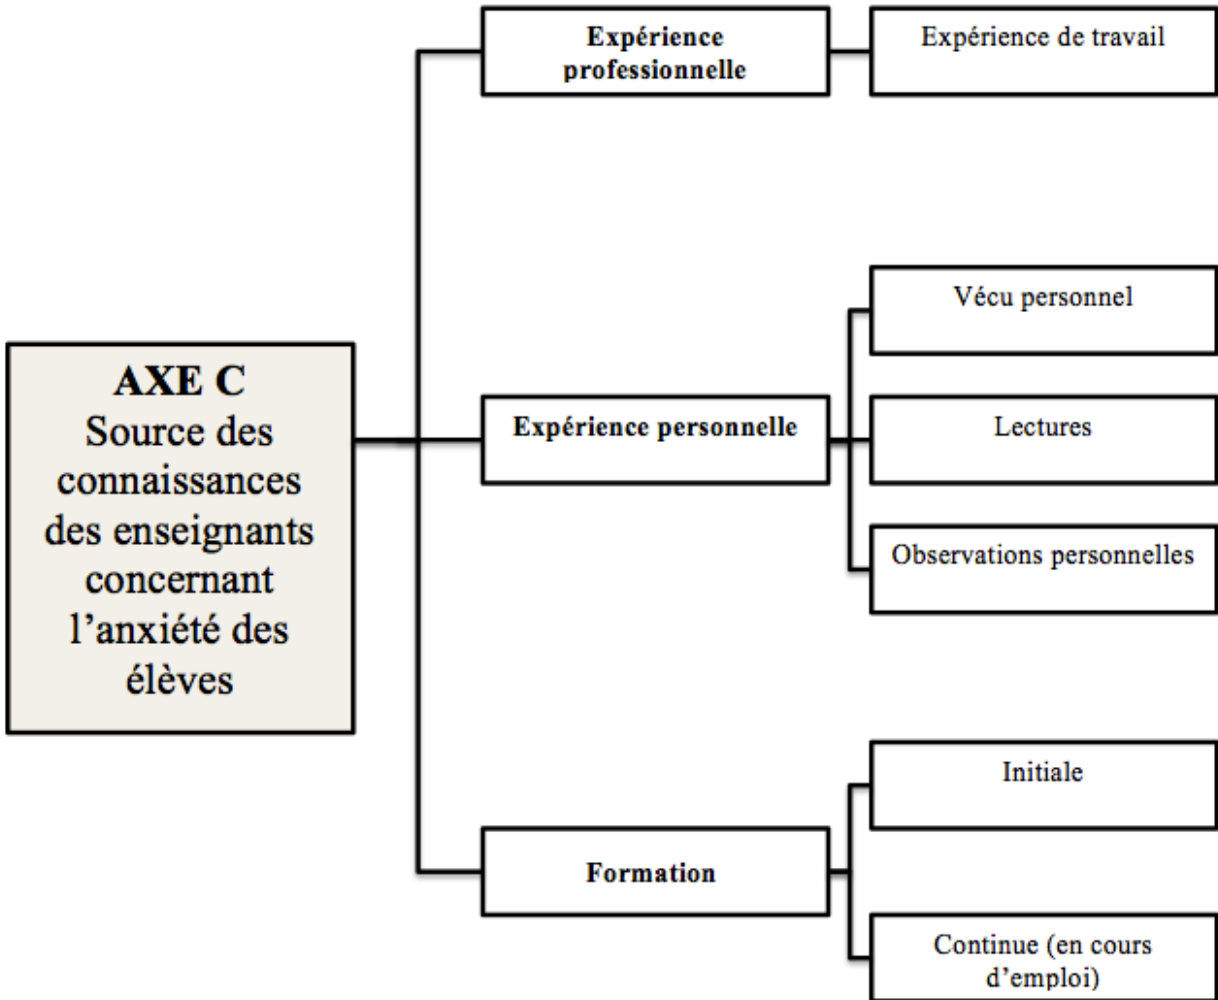 AXE C
Source des
connaissances
des enseignants
concernant
l’anxiété des
élèves
Expérience
professionnelle
Expérience de travail
Expérience personnelle
Vécu personnel
Lectures
Observations personnelles
Formation
Initiale
Continue (en cours
d’emploi)